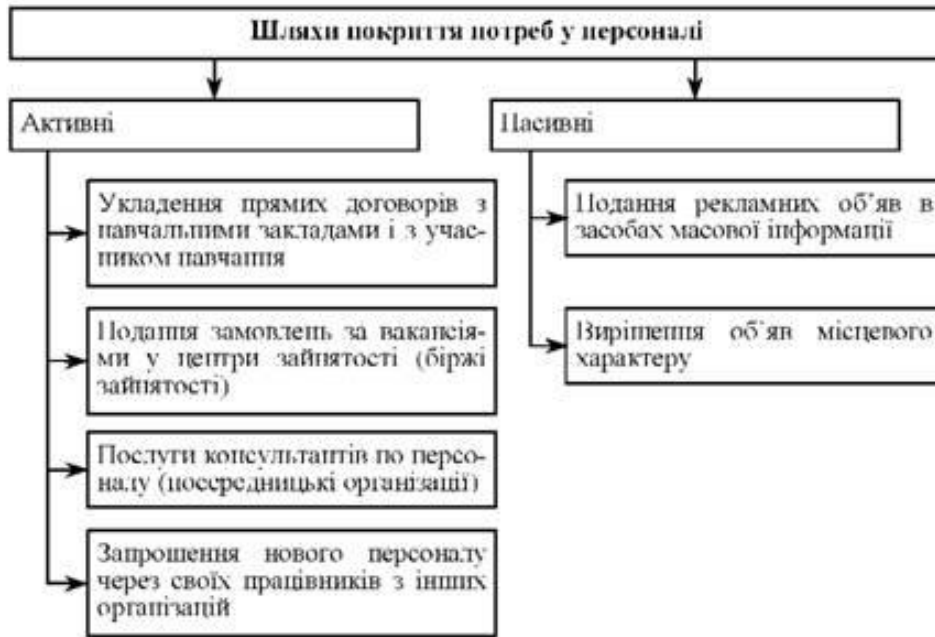 Шляхи покриття потреб у персоналі
Активні
Пасивні
Укладення прямих договорів з
навчальними закладами і з учас-
ником навчання
Подання замовлень за вакансія-
ми у центри зайнятості (біржі
зайнятості)
Послуги консультантів по персо-
налу (посередницькі організації)
Запрошення нового персоналу
через своїх працівників з інших
організацій
Подання рекламних об’яв в
засобах масової інформації
Вирішення об’яв місцевого
характеру